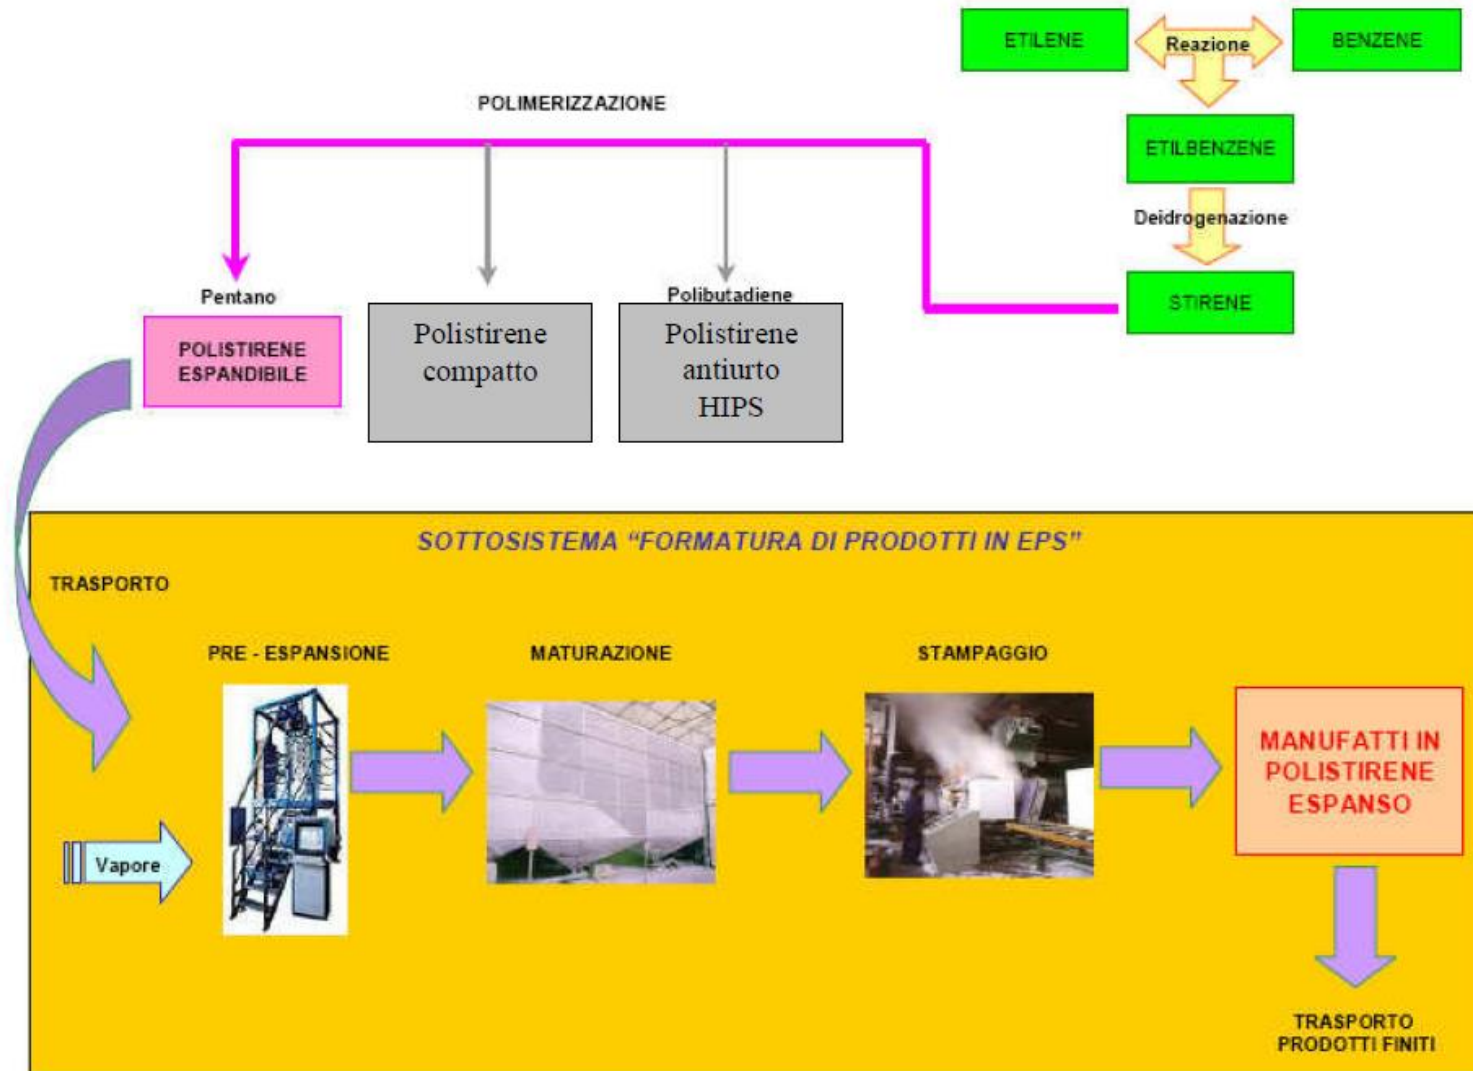 ETILENE
Reazione
BENZENE
POLIMERIZZAZIONE
ETILBENZENE
Deidrogenazione
STIRENE
Pentano
POLISTIRENE
ESPANDIBILE
Polistirene
compatto
Polibutadiene
Polistirene
antiurto
HIPS
SOTTOSISTEMA “FORMATURA DI PRODOTTI IN EPS”
TRASPORTO
PRE - ESPANSIONE
MATURAZIONE
STAMPAGGIO
Vapore
MANUFATTI IN
POLISTIRENE
ESPANSO
TRASPORTO
PRODOTTI FINITI